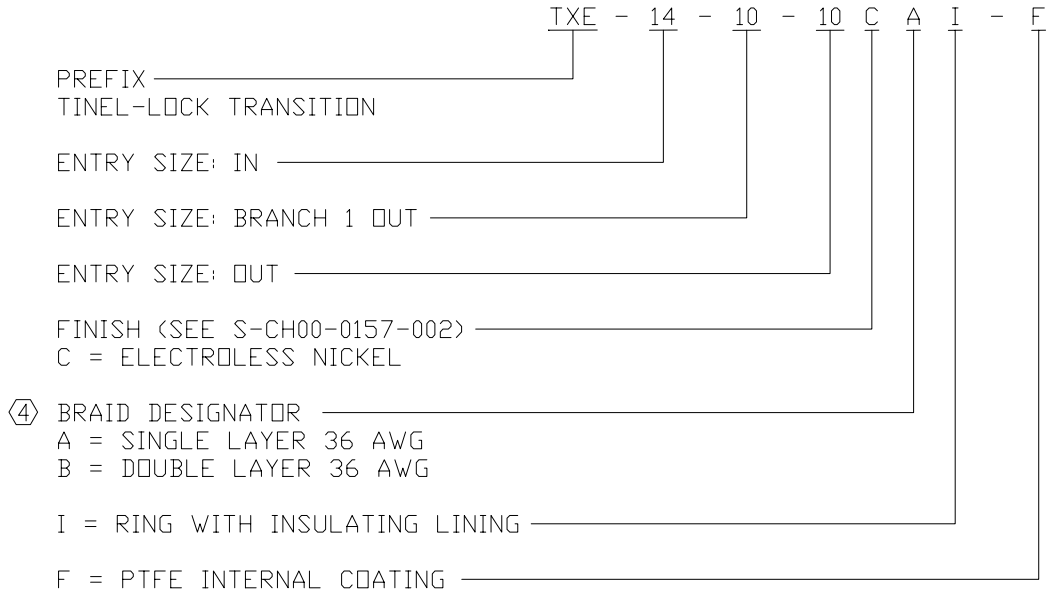 TXE - 14 - 10 - 10 C A I - F
PREFIX
TINEL-LOCK TRANSITION
ENTRY SIZE: IN
ENTRY SIZE: BRANCH 1 OUT
ENTRY SIZE: OUT
FINISH (SEE S-CH00-0157-002)
C = ELECTROLESS NICKEL
4 BRAID DESIGNATOR
A = SINGLE LAYER 36 AWG
B = DOUBLE LAYER 36 AWG
I = RING WITH INSULATING LINING
F = PTFE INTERNAL COATING